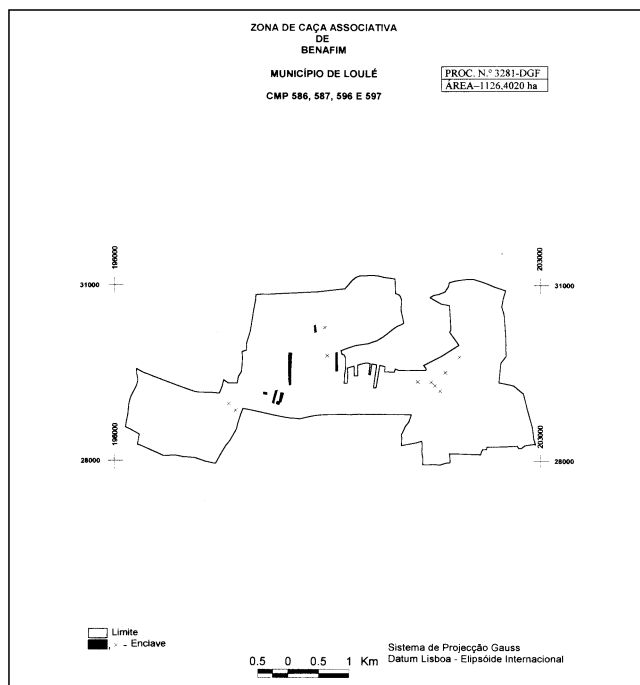 ZONA DE CAÇA ASSOCIATIVA
DE
BENAFIM
MUNICÍPIO DE LOULÉ
CMP 586, 587, 596 E 597
PROC. N.º 3281-DGF
ÁREA–1126,4020 ha
196000
203000
31000
31000
196000
203000
28000
28000
Limite
, × - Enclave
0.5 0 0.5 1 Km
Sistema de Projecção Gauss
Datum Lisboa - Elipsóide Internacional